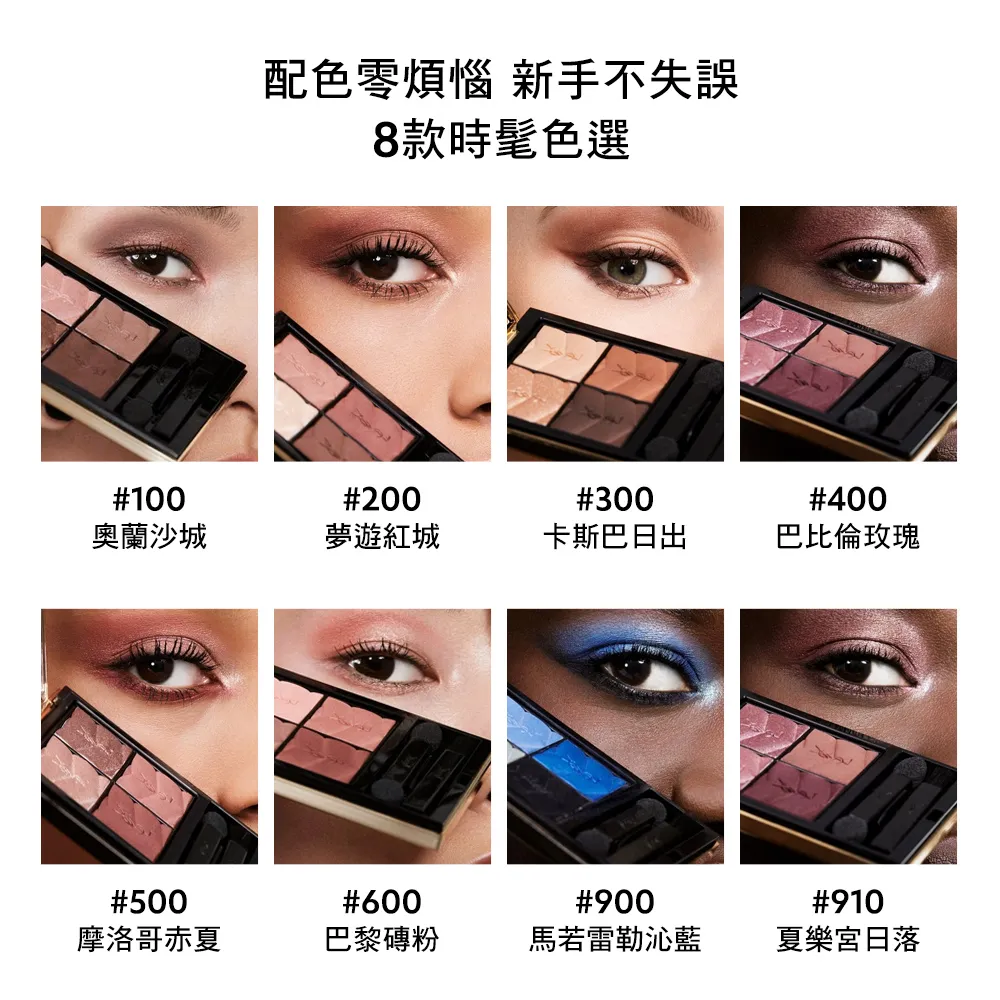 配色零煩惱 新手不失誤
8款時髦色選
#100
奧蘭沙城
#200
夢遊紅城
#300
卡斯巴日出
#400
巴比倫玫瑰
#500
摩洛哥赤夏
#600
巴黎磚粉
#900
馬若雷勒沁藍
#910
夏樂宮日落